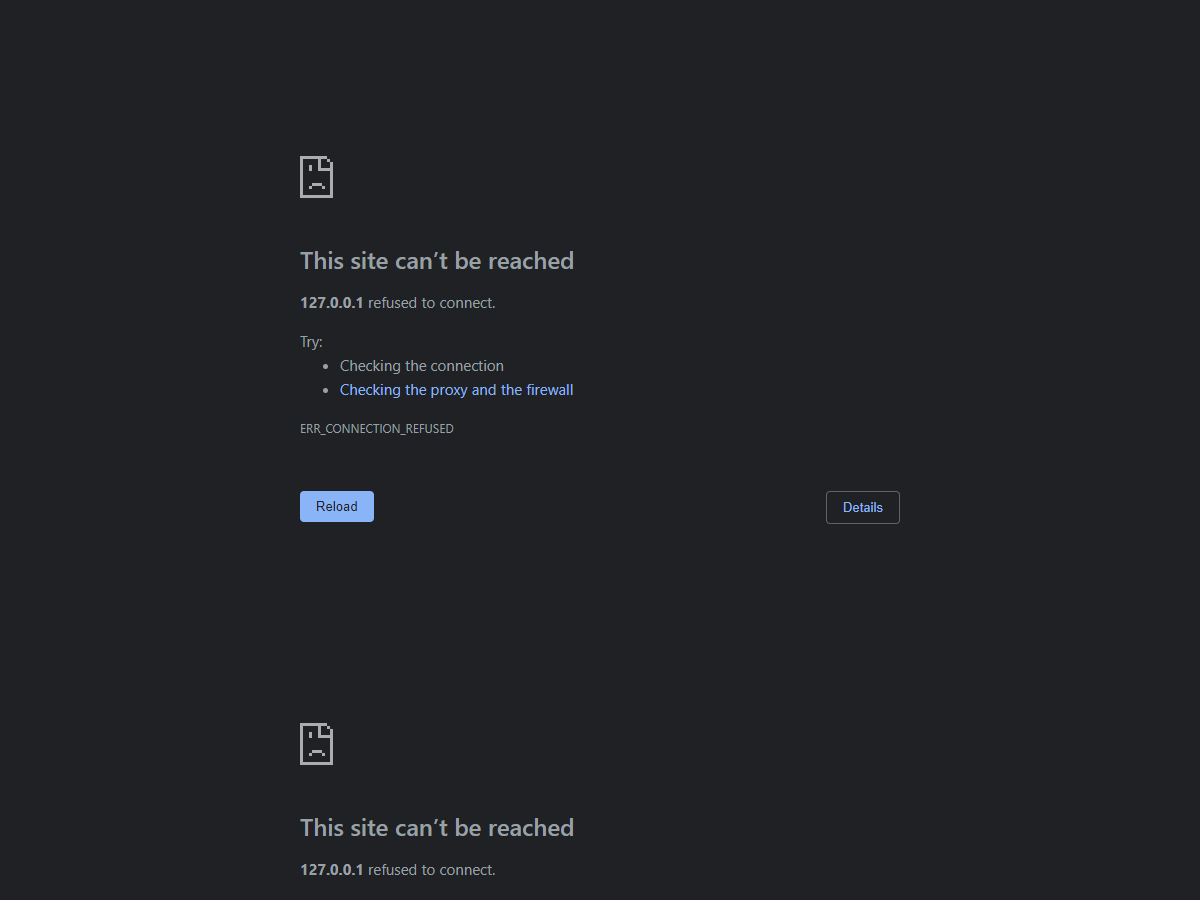 This site can’t be reached
127.0.0.1 refused to connect.
Try:
Checking the connection
Checking the proxy and the firewall
ERR_CONNECTION_REFUSED
Reload
Details
This site can’t be reached
127.0.0.1 refused to connect.